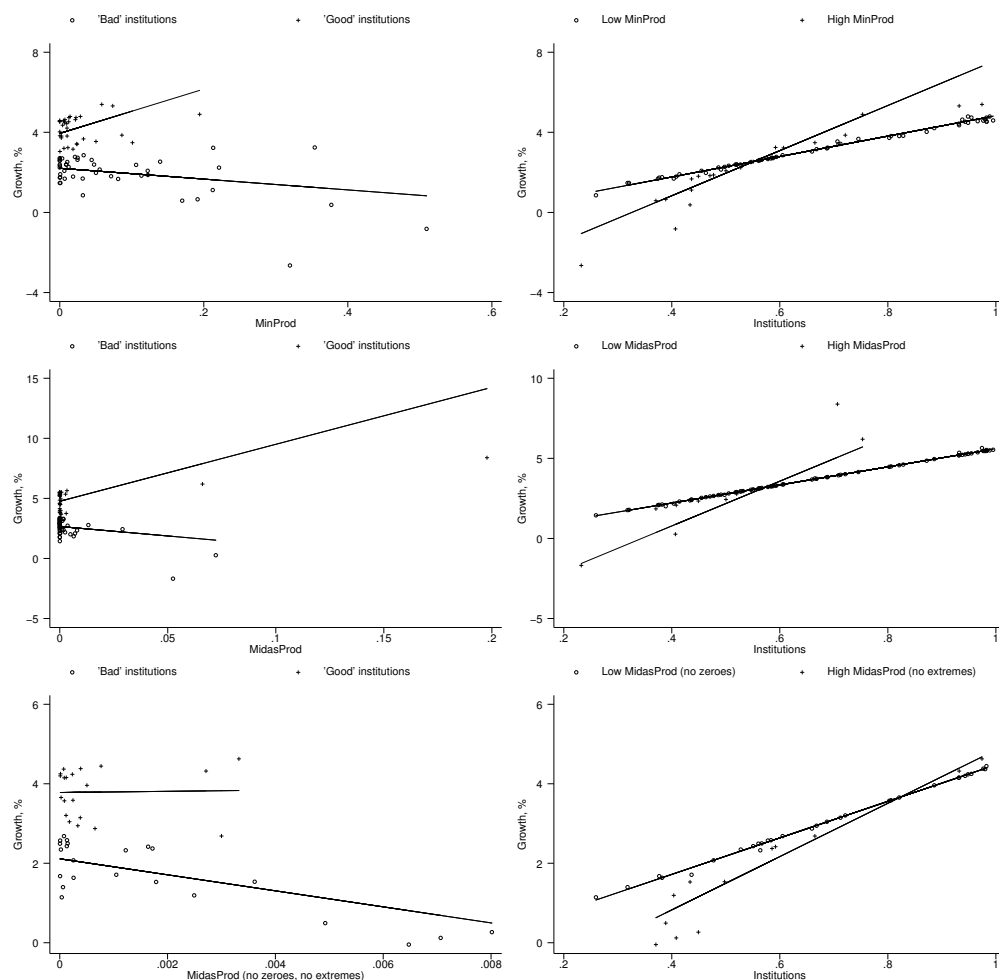 'Bad' institutions 'Good' institutions
8
4
0
−4
Growth, %
0 .2 .4 .6
MinProd
Low MinProd High MinProd
8
4
0
−4
Growth, %
.2 .4 .6 .8 1
Institutions
'Bad' institutions 'Good' institutions
15
10
5
0
−5
Growth, %
0 .05 .1 .15 .2
MidasProd
Low MidasProd High MidasProd
10
5
0
−5
Growth, %
.2 .4 .6 .8 1
Institutions
'Bad' institutions 'Good' institutions
6
4
2
0
Growth, %
0 .002 .004 .006 .008
MidasProd (no zeroes, no extremes)
Low MidasProd (no zeroes) High MidasProd (no extremes)
6
4
2
0
Growth, %
.2 .4 .6 .8 1
Institutions